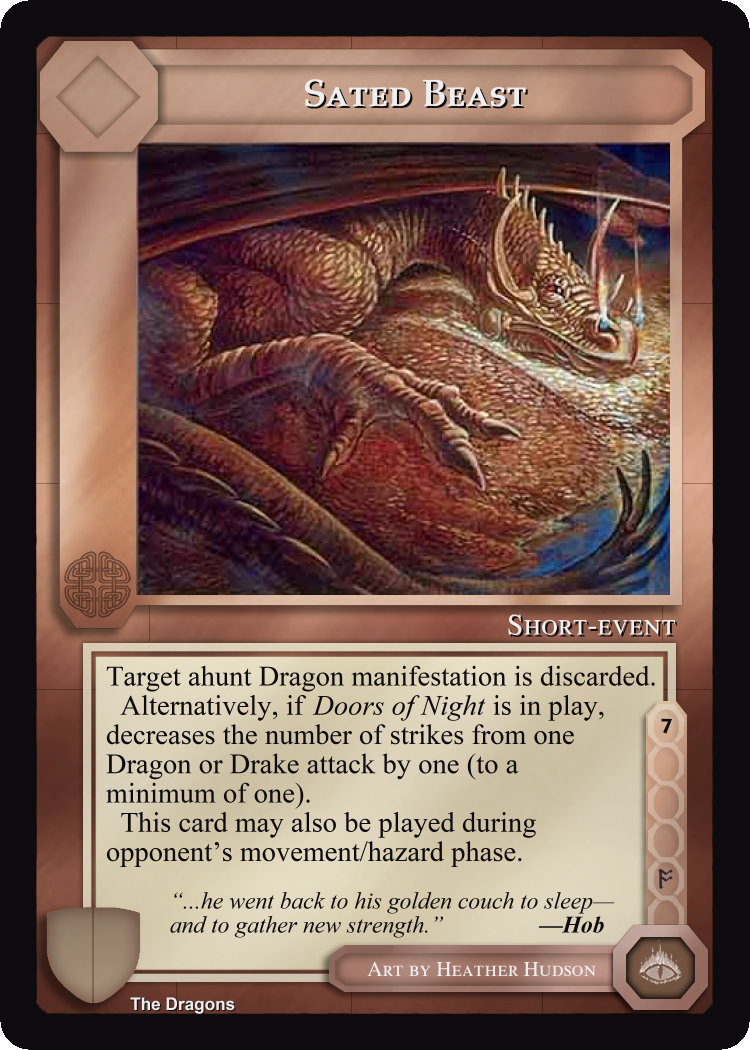 Sated Beast
Short-event
Target ahunt Dragon manifestation is discarded.
Alternatively, if Doors of Night is in play,
decreases the number of strikes from one
Dragon or Drake attack by one (to a
minimum of one).
This card may also be played during
opponent's movement/hazard phase.
7
ᚩ
“...he went back to his golden couch to sleep—
and to gather new strength.” —Hob
Art by Heather Hudson
The Dragons